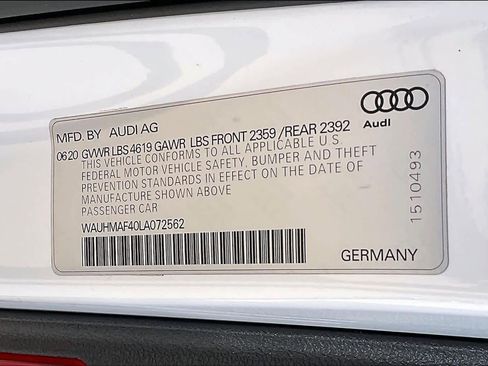 MFD. BY AUDI AG
Audi
0620 GVWR LBS 4619 GAWR LBS FRONT 2359 /REAR 2392
THIS VEHICLE CONFORMS TO ALL APPLICABLE U.S.
FEDERAL MOTOR VEHICLE SAFETY. BUMPER AND THEFT
PREVENTION STANDARDS IN EFFECT ON THE DATE OF
MANUFACTURE SHOWN ABOVE
PASSENGER CAR
WAUHMAF40LA072562
1510493
GERMANY